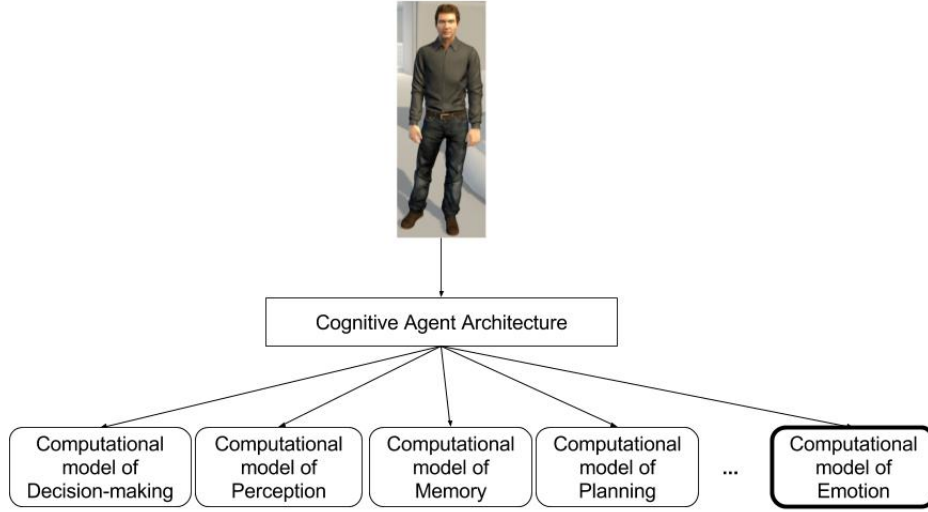 Cognitive Agent Architecture
Computational
model of
Decision-making
Computational
model of
Perception
Computational
model of
Memory
Computational
model of
Planning
...
Computational
model of
Emotion